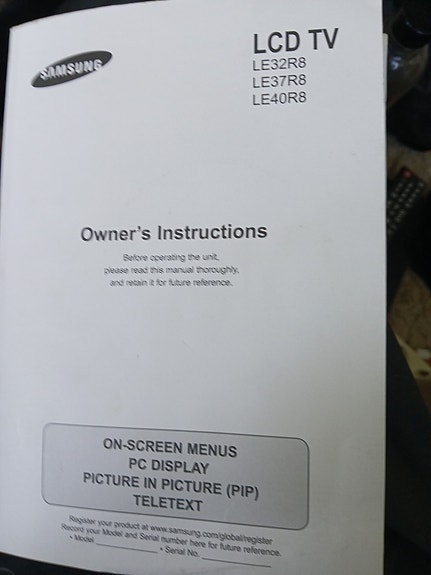 SAMSUNG
LCD TV
LE32R8
LE37R8
LE40R8
Owner's Instructions
Before operating the unit,
please read this manual thoroughly,
and retain it for future reference.
ON-SCREEN MENUS
PC DISPLAY
PICTURE IN PICTURE (PIP)
TELETEXT
Register your product at www.samsung.com/global/register
Record your Model and Serial number here for future reference.
• Model ____________ • Serial No. ____________